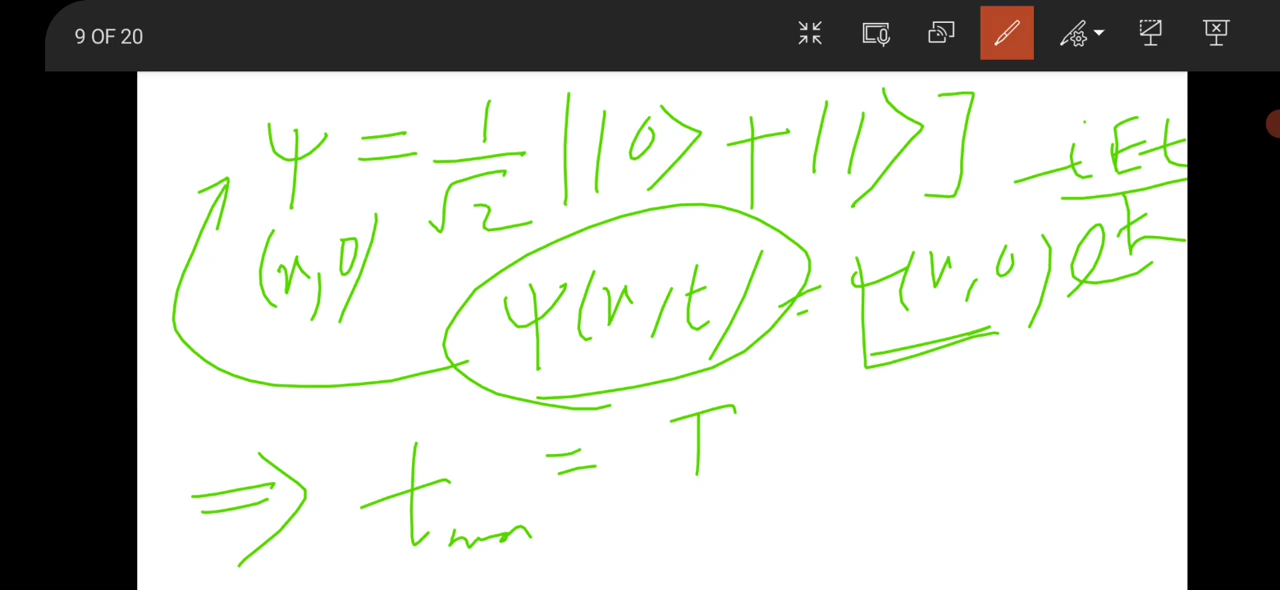 9 OF 20
ψ = 1/√2 [|0> + |1>]
(r,0) ψ(r,t) = ψ(r,0) e^(-iEt/ħ)
⇒ t_min = T